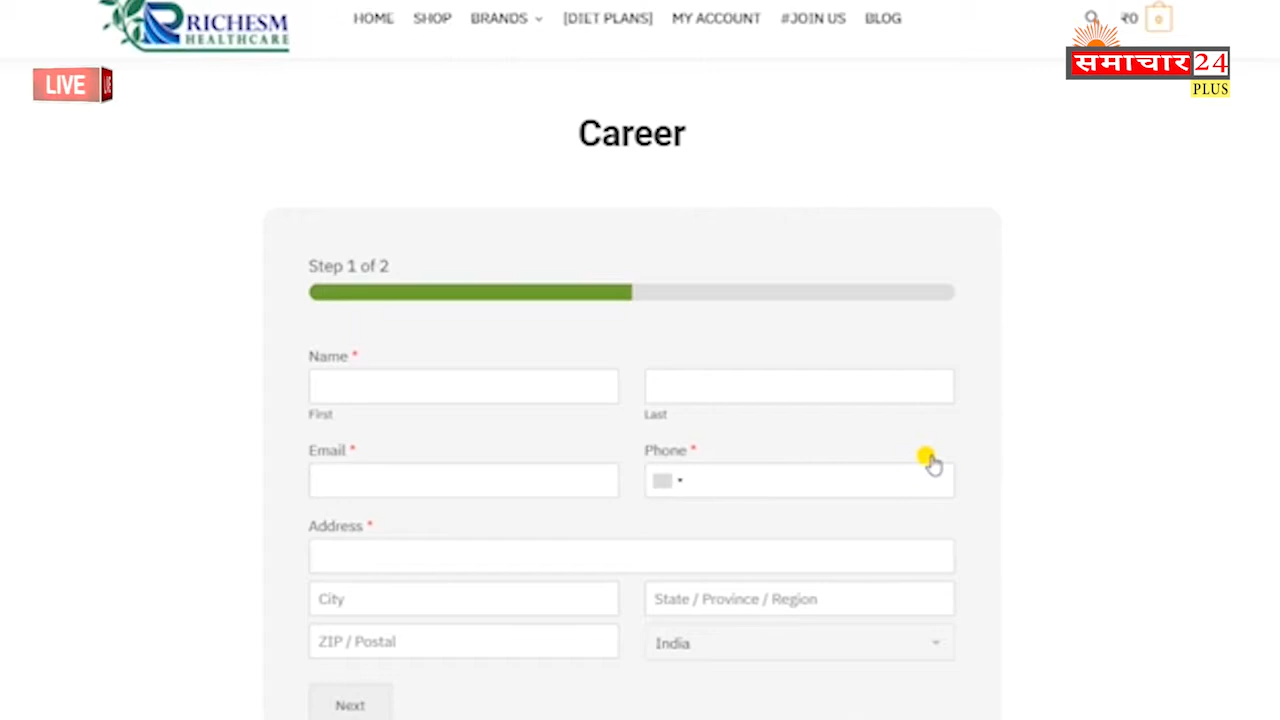 RICHESM
HEALTHCARE
HOME SHOP BRANDS [DIET PLANS] MY ACCOUNT #JOIN US BLOG
₹0 0
समाचार 24
PLUS
LIVE
Career
Step 1 of 2
Name *
First Last
Email * Phone *
Address *
City State / Province / Region
ZIP / Postal India
Next